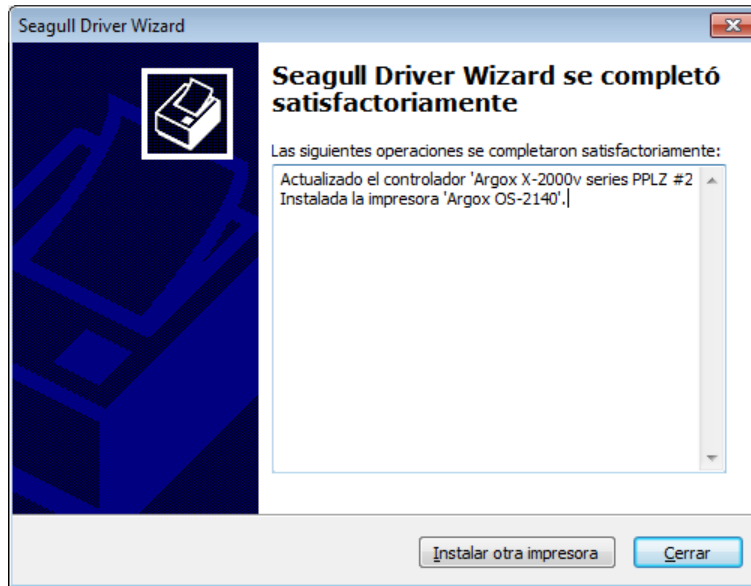 Seagull Driver Wizard
Seagull Driver Wizard se completó
satisfactoriamente
Las siguientes operaciones se completaron satisfactoriamente:
Actualizado el controlador 'Argox X-2000v series PPLZ #2
Instalada la impresora 'Argox OS-2140'.
Instalar otra impresora
Cerrar